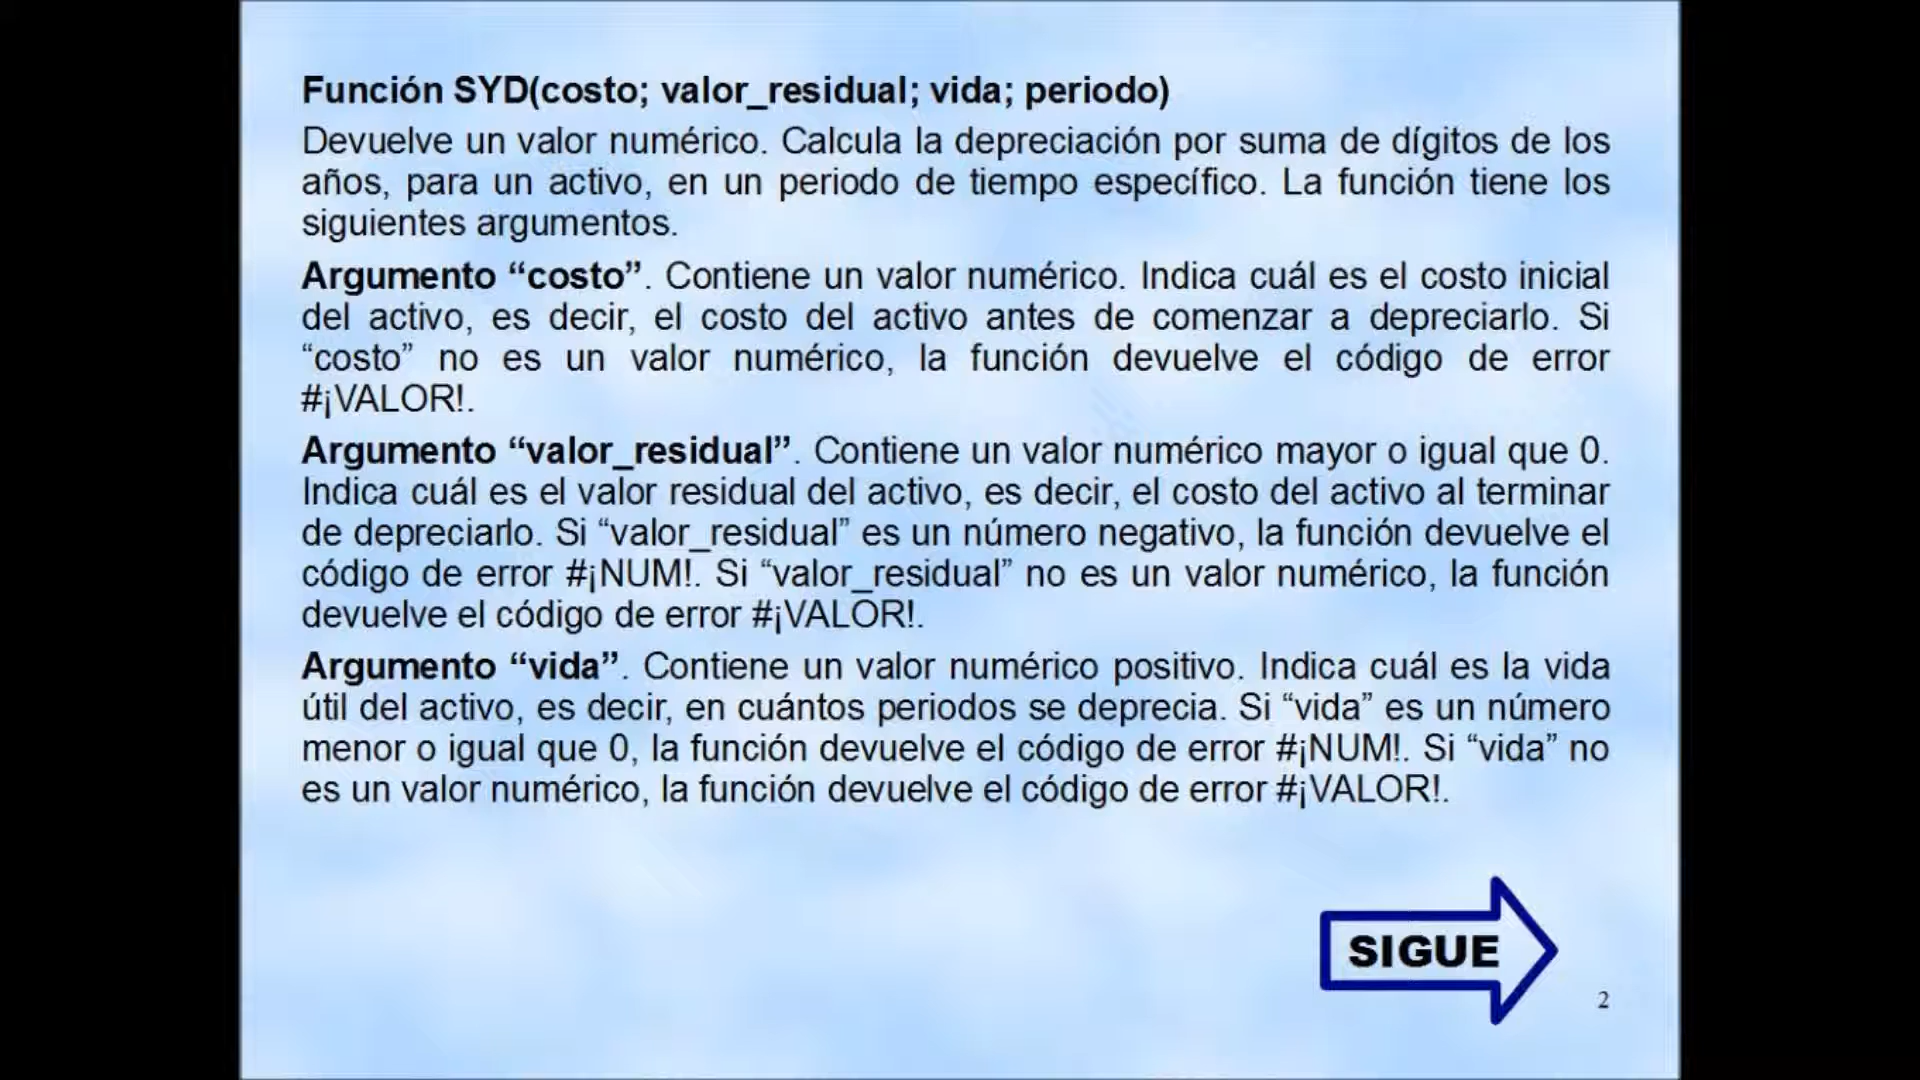 Función SYD(costo; valor_residual; vida; periodo)
Devuelve un valor numérico. Calcula la depreciación por suma de dígitos de los
años, para un activo, en un periodo de tiempo específico. La función tiene los
siguientes argumentos.
Argumento “costo”. Contiene un valor numérico. Indica cuál es el costo inicial
del activo, es decir, el costo del activo antes de comenzar a depreciarlo. Si
“costo” no es un valor numérico, la función devuelve el código de error
#¡VALOR!.
Argumento “valor_residual”. Contiene un valor numérico mayor o igual que 0.
Indica cuál es el valor residual del activo, es decir, el costo del activo al terminar
de depreciarlo. Si “valor_residual” es un número negativo, la función devuelve el
código de error #¡NUM!. Si “valor_residual” no es un valor numérico, la función
devuelve el código de error #¡VALOR!.
Argumento “vida”. Contiene un valor numérico positivo. Indica cuál es la vida
útil del activo, es decir, en cuántos periodos se deprecia. Si “vida” es un número
menor o igual que 0, la función devuelve el código de error #¡NUM!. Si “vida” no
es un valor numérico, la función devuelve el código de error #¡VALOR!.
SIGUE
2